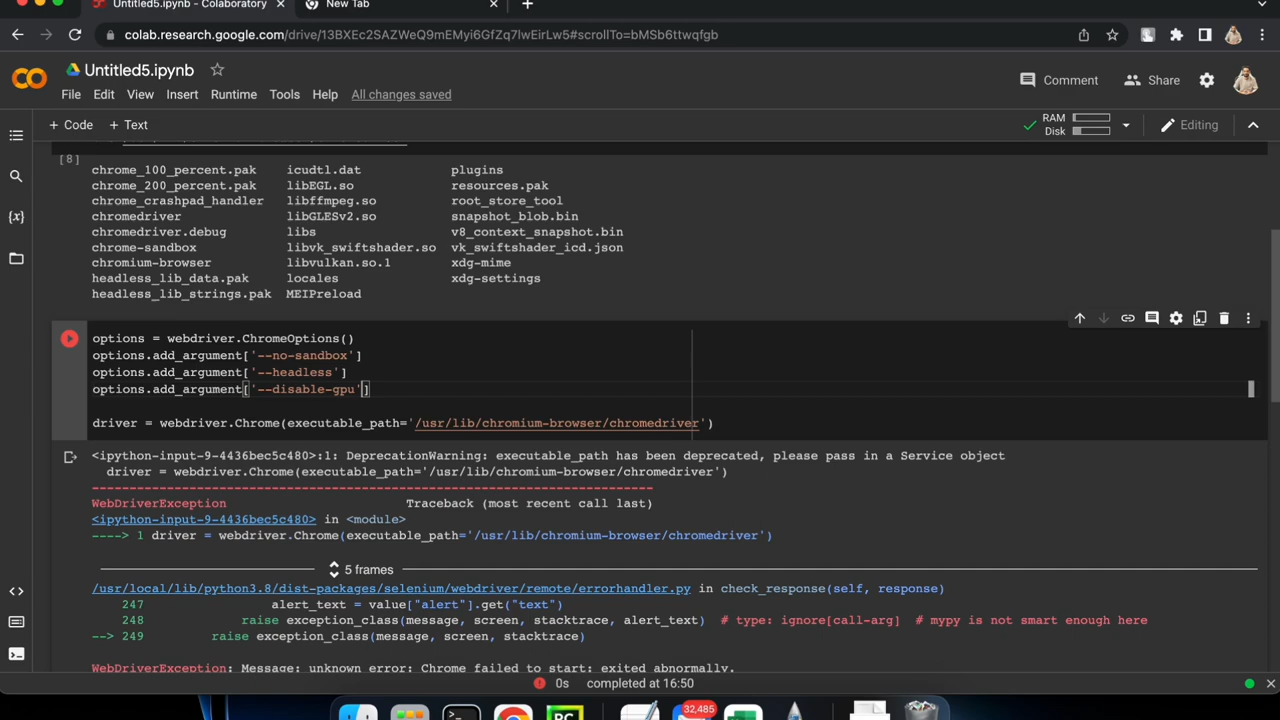 Untitled5.ipynb - Colaboratory
New Tab
colab.research.google.com/drive/13BXEc2SAZWeQ9mEMyi6GfZq7lwEirLw5#scrollTo=bMSb6ttwqfgb
Untitled5.ipynb
Comment
Share
File Edit View Insert Runtime Tools Help All changes saved
+ Code + Text
RAM
Disk
Editing
[8]
chrome_100_percent.pak icudtl.dat plugins
chrome_200_percent.pak libEGL.so resources.pak
chrome_crashpad_handler libffmpeg.so root_store_tool
chromedriver libGLESv2.so snapshot_blob.bin
chromedriver.debug libs v8_context_snapshot.bin
chrome-sandbox libvk_swiftshader.so vk_swiftshader_icd.json
chromium-browser libvulkan.so.1 xdg-mime
headless_lib_data.pak locales xdg-settings
headless_lib_strings.pak MEIPreload
options = webdriver.ChromeOptions()
options.add_argument['--no-sandbox']
options.add_argument['--headless']
options.add_argument['--disable-gpu']
driver = webdriver.Chrome(executable_path='/usr/lib/chromium-browser/chromedriver')
<ipython-input-9-4436bec5c480>:1: DeprecationWarning: executable_path has been deprecated, please pass in a Service object
driver = webdriver.Chrome(executable_path='/usr/lib/chromium-browser/chromedriver')
---------------------------------------------------------------------------
WebDriverException Traceback (most recent call last)
<ipython-input-9-4436bec5c480> in <module>
----> 1 driver = webdriver.Chrome(executable_path='/usr/lib/chromium-browser/chromedriver')
5 frames
/usr/local/lib/python3.8/dist-packages/selenium/webdriver/remote/errorhandler.py in check_response(self, response)
247 alert_text = value["alert"].get("text")
248 raise exception_class(message, screen, stacktrace, alert_text) # type: ignore[call-arg] # mypy is not smart enough here
--> 249 raise exception_class(message, screen, stacktrace)
WebDriverException: Message: unknown error: Chrome failed to start: exited abnormally.
0s completed at 16:50
32,485
PC